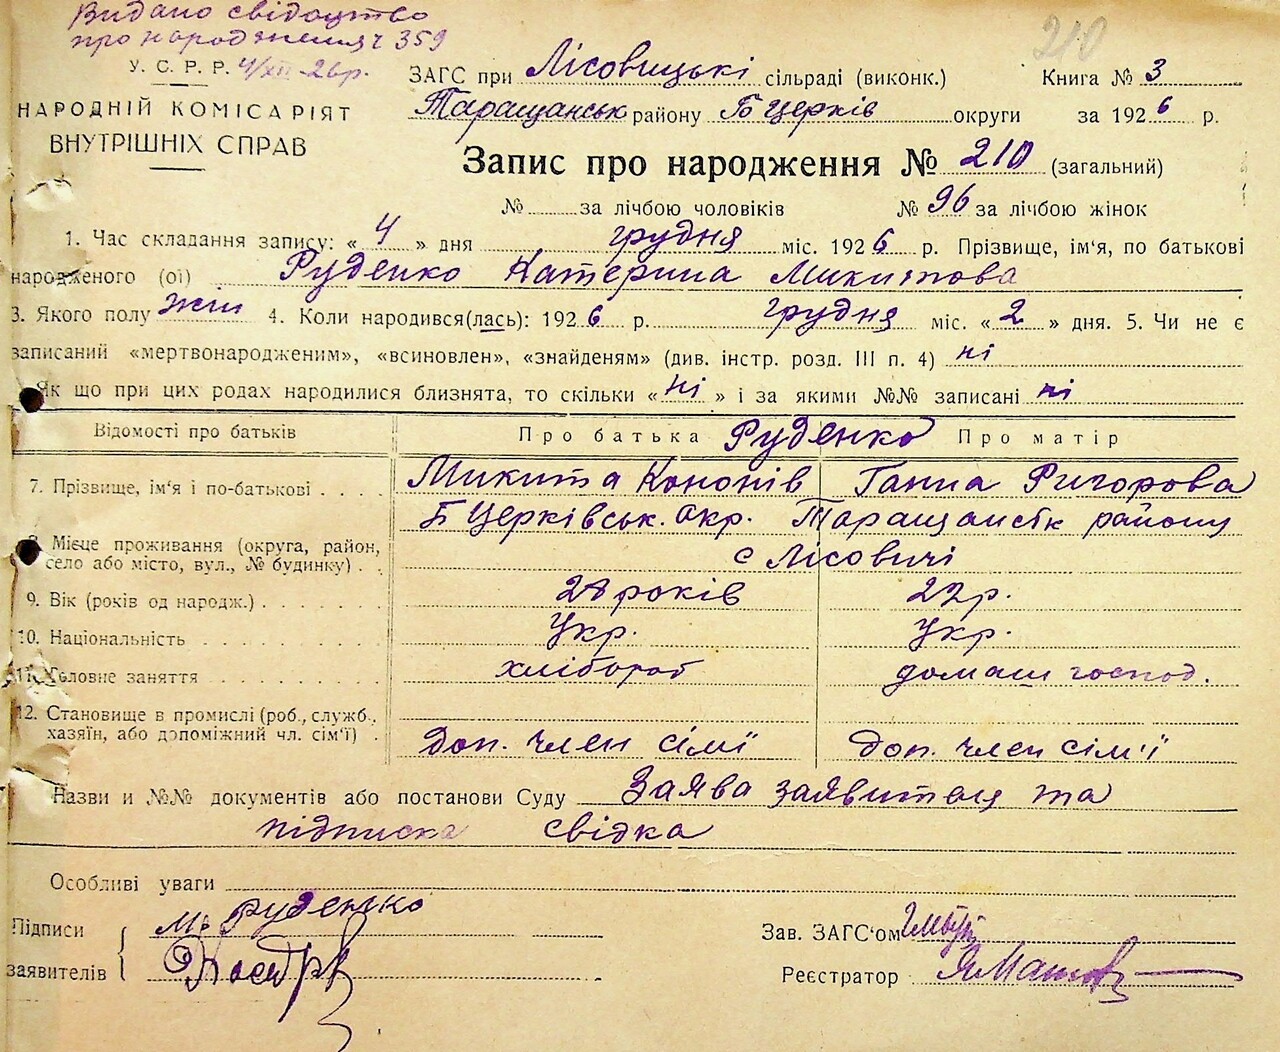 Видано свідоцтво
про народження ч 359
4/XII-26р.
210
У. С. Р. Р.
НАРОДНІЙ КОМІСАРІЯТ
ВНУТРІШНІХ СПРАВ
ЗАГС при Лісовицькі сільраді (виконк.) Книга № 3
Таращанськ району Б церків округи за 1926 р.
Запис про народження № 210 (загальний)
№ за лічбою чоловіків № 96 за лічбою жінок
1. Час складання запису: « 4 » дня грудня міс. 1926 р. Прізвище, ім'я, по батькові
народженого (ої) Руденко Катерина Микитова
3. Якого полу жін 4. Коли народився(лась): 1926 р. грудня міс. « 2 » дня. 5. Чи не є
записаний «мертвонародженим», «всиновлен», «знайденям» (див. інстр. розд. III п. 4) ні
Як що при цих родах народилися близнята, то скільки « ні » і за якими №№ записані ні
Відомості про батьків Про батька Руденко Про матір
7. Прізвище, ім'я і по-батькові Микита Кононів Ганна Ригорова
Б Церківськ. Окр. Таращанськ району
8. Місце проживання (округа, район,
село або місто, вул., № будинку) с Лісовичі
9. Вік (років од народж.) 28 років 22 р.
10. Національність Укр. Укр.
11. Головне заняття хлібороб домаш господ.
12. Становище в промислі (роб., служб.,
хазяїн, або допоміжний чл. сім'ї) Доп. член сімї Доп. член сім'ї
Назви и №№ документів або постанови Суду Заява заявителя та
підписка свідка
Особливі уваги
Підписи Руденко Зав. ЗАГС'ом
заявителів Реєстратор